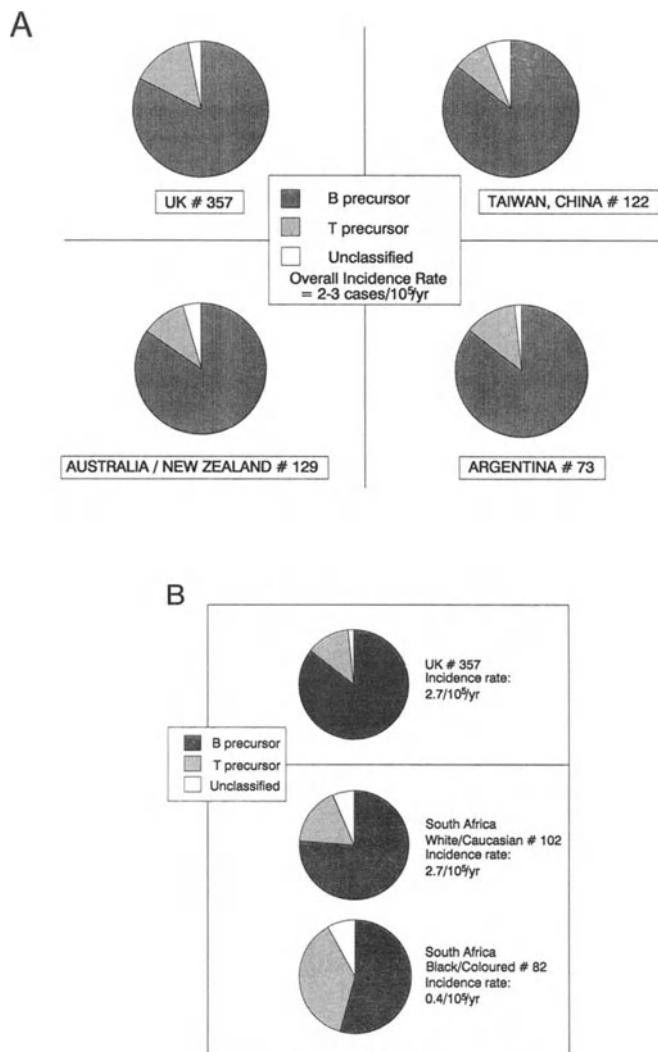 A
UK # 357
TAIWAN, CHINA # 122
B precursor
T precursor
Unclassified
Overall Incidence Rate
= 2-3 cases/10⁵/yr
AUSTRALIA / NEW ZEALAND # 129
ARGENTINA # 73
B
UK # 357
Incidence rate:
2.7/10⁵/yr
B precursor
T precursor
Unclassified
South Africa
White/Caucasian # 102
Incidence rate:
2.7/10⁵/yr
South Africa
Black/Coloured # 82
Incidence rate:
0.4/10⁵/yr